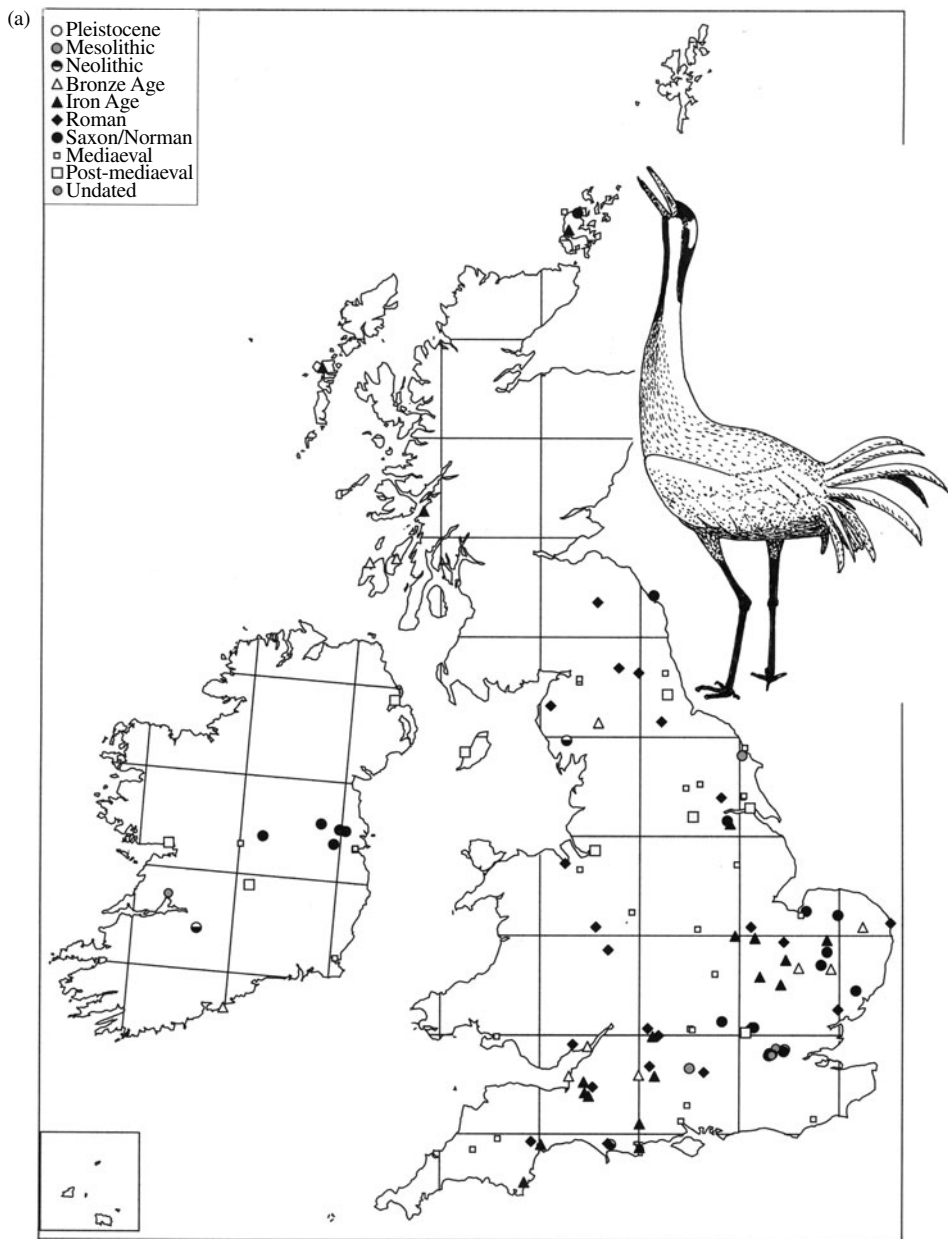 (a)
Pleistocene
Mesolithic
Neolithic
Bronze Age
Iron Age
Roman
Saxon/Norman
Mediaeval
Post-mediaeval
Undated